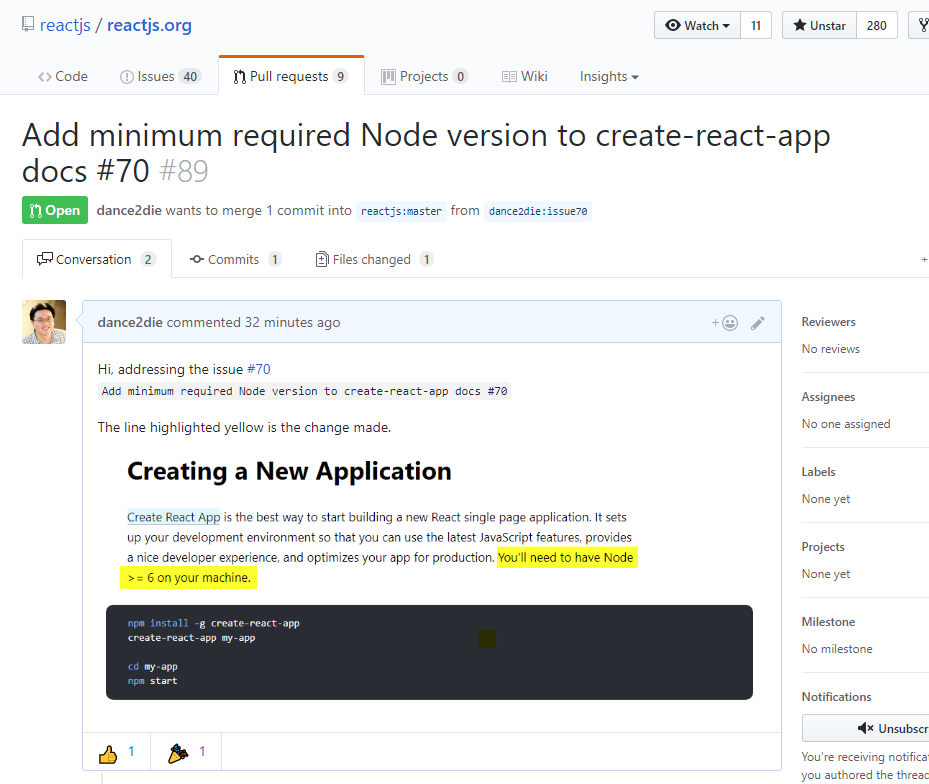 reactjs / reactjs.org
Watch 11 Unstar 280
Code Issues 40 Pull requests 9 Projects 0 Wiki Insights
Add minimum required Node version to create-react-app
docs #70 #89
Open dance2die wants to merge 1 commit into reactjs:master from dance2die:issue70
Conversation 2 Commits 1 Files changed 1 +
dance2die commented 32 minutes ago
+
Hi, addressing the issue #70
Add minimum required Node version to create-react-app docs #70
The line highlighted yellow is the change made.
Creating a New Application
Create React App is the best way to start building a new React single page application. It sets
up your development environment so that you can use the latest JavaScript features, provides
a nice developer experience, and optimizes your app for production. You'll need to have Node
>= 6 on your machine.
npm install -g create-react-app
create-react-app my-app
cd my-app
npm start
1 1
Reviewers
No reviews
Assignees
No one assigned
Labels
None yet
Projects
None yet
Milestone
No milestone
Notifications
Unsubscr
You're receiving notificat
you authored the thread